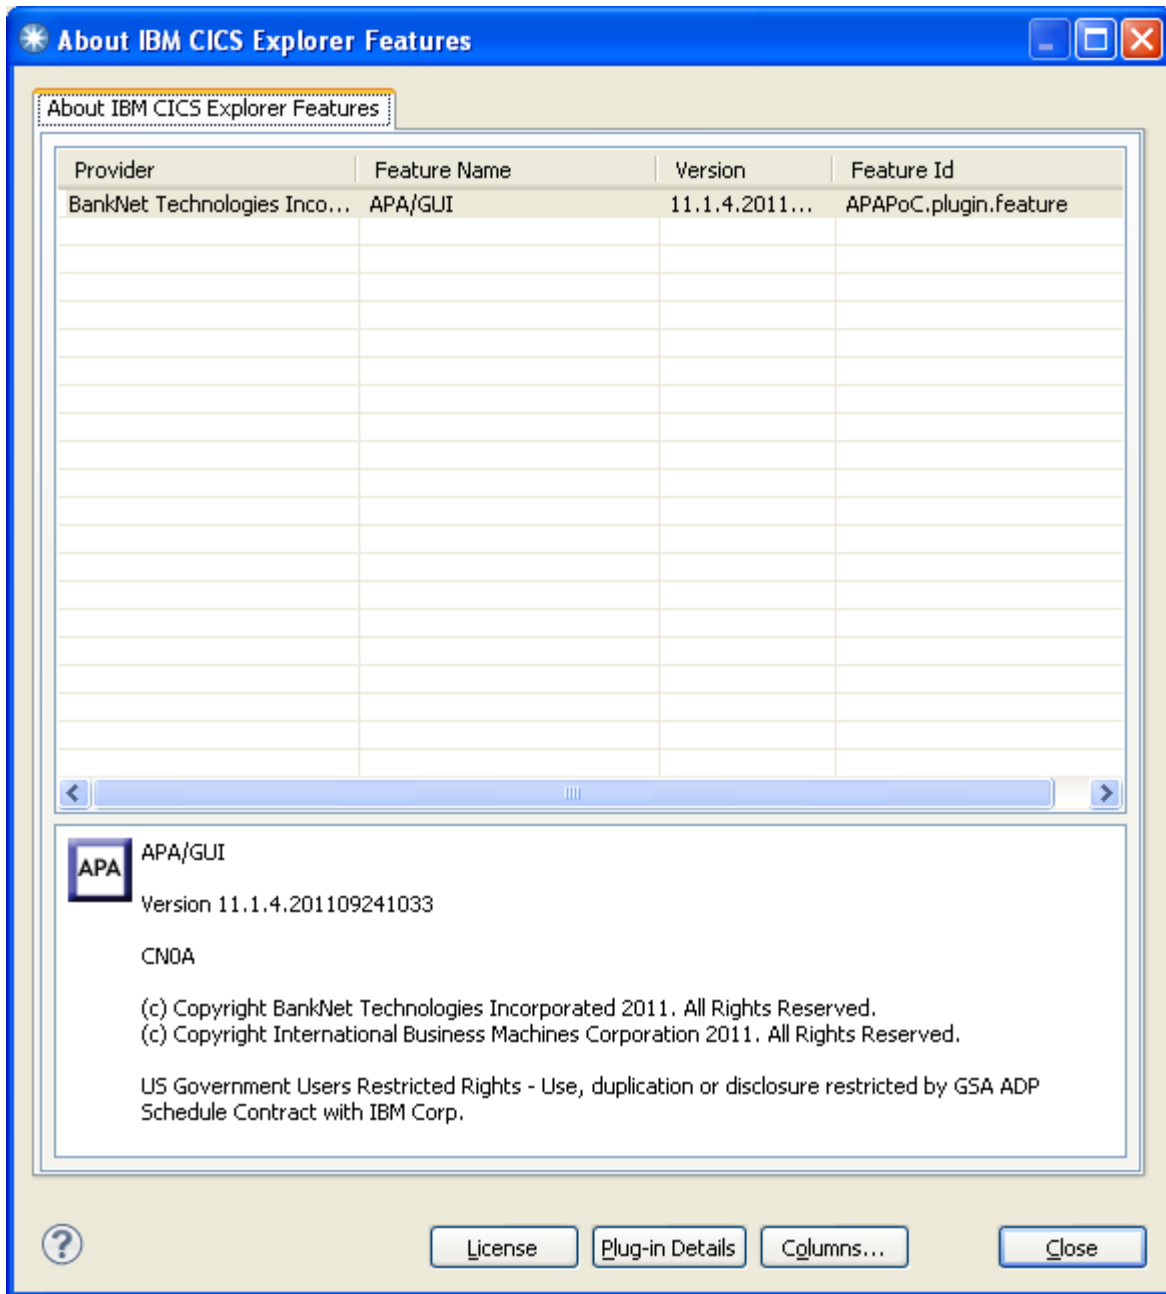 About IBM CICS Explorer Features
About IBM CICS Explorer Features
Provider Feature Name Version Feature Id
BankNet Technologies Inco... APA/GUI 11.1.4.2011... APAPoC.plugin.feature
APA
APA/GUI
Version 11.1.4.201109241033
CN0A
(c) Copyright BankNet Technologies Incorporated 2011. All Rights Reserved.
(c) Copyright International Business Machines Corporation 2011. All Rights Reserved.
US Government Users Restricted Rights - Use, duplication or disclosure restricted by GSA ADP
Schedule Contract with IBM Corp.
? License Plug-in Details Columns... Close